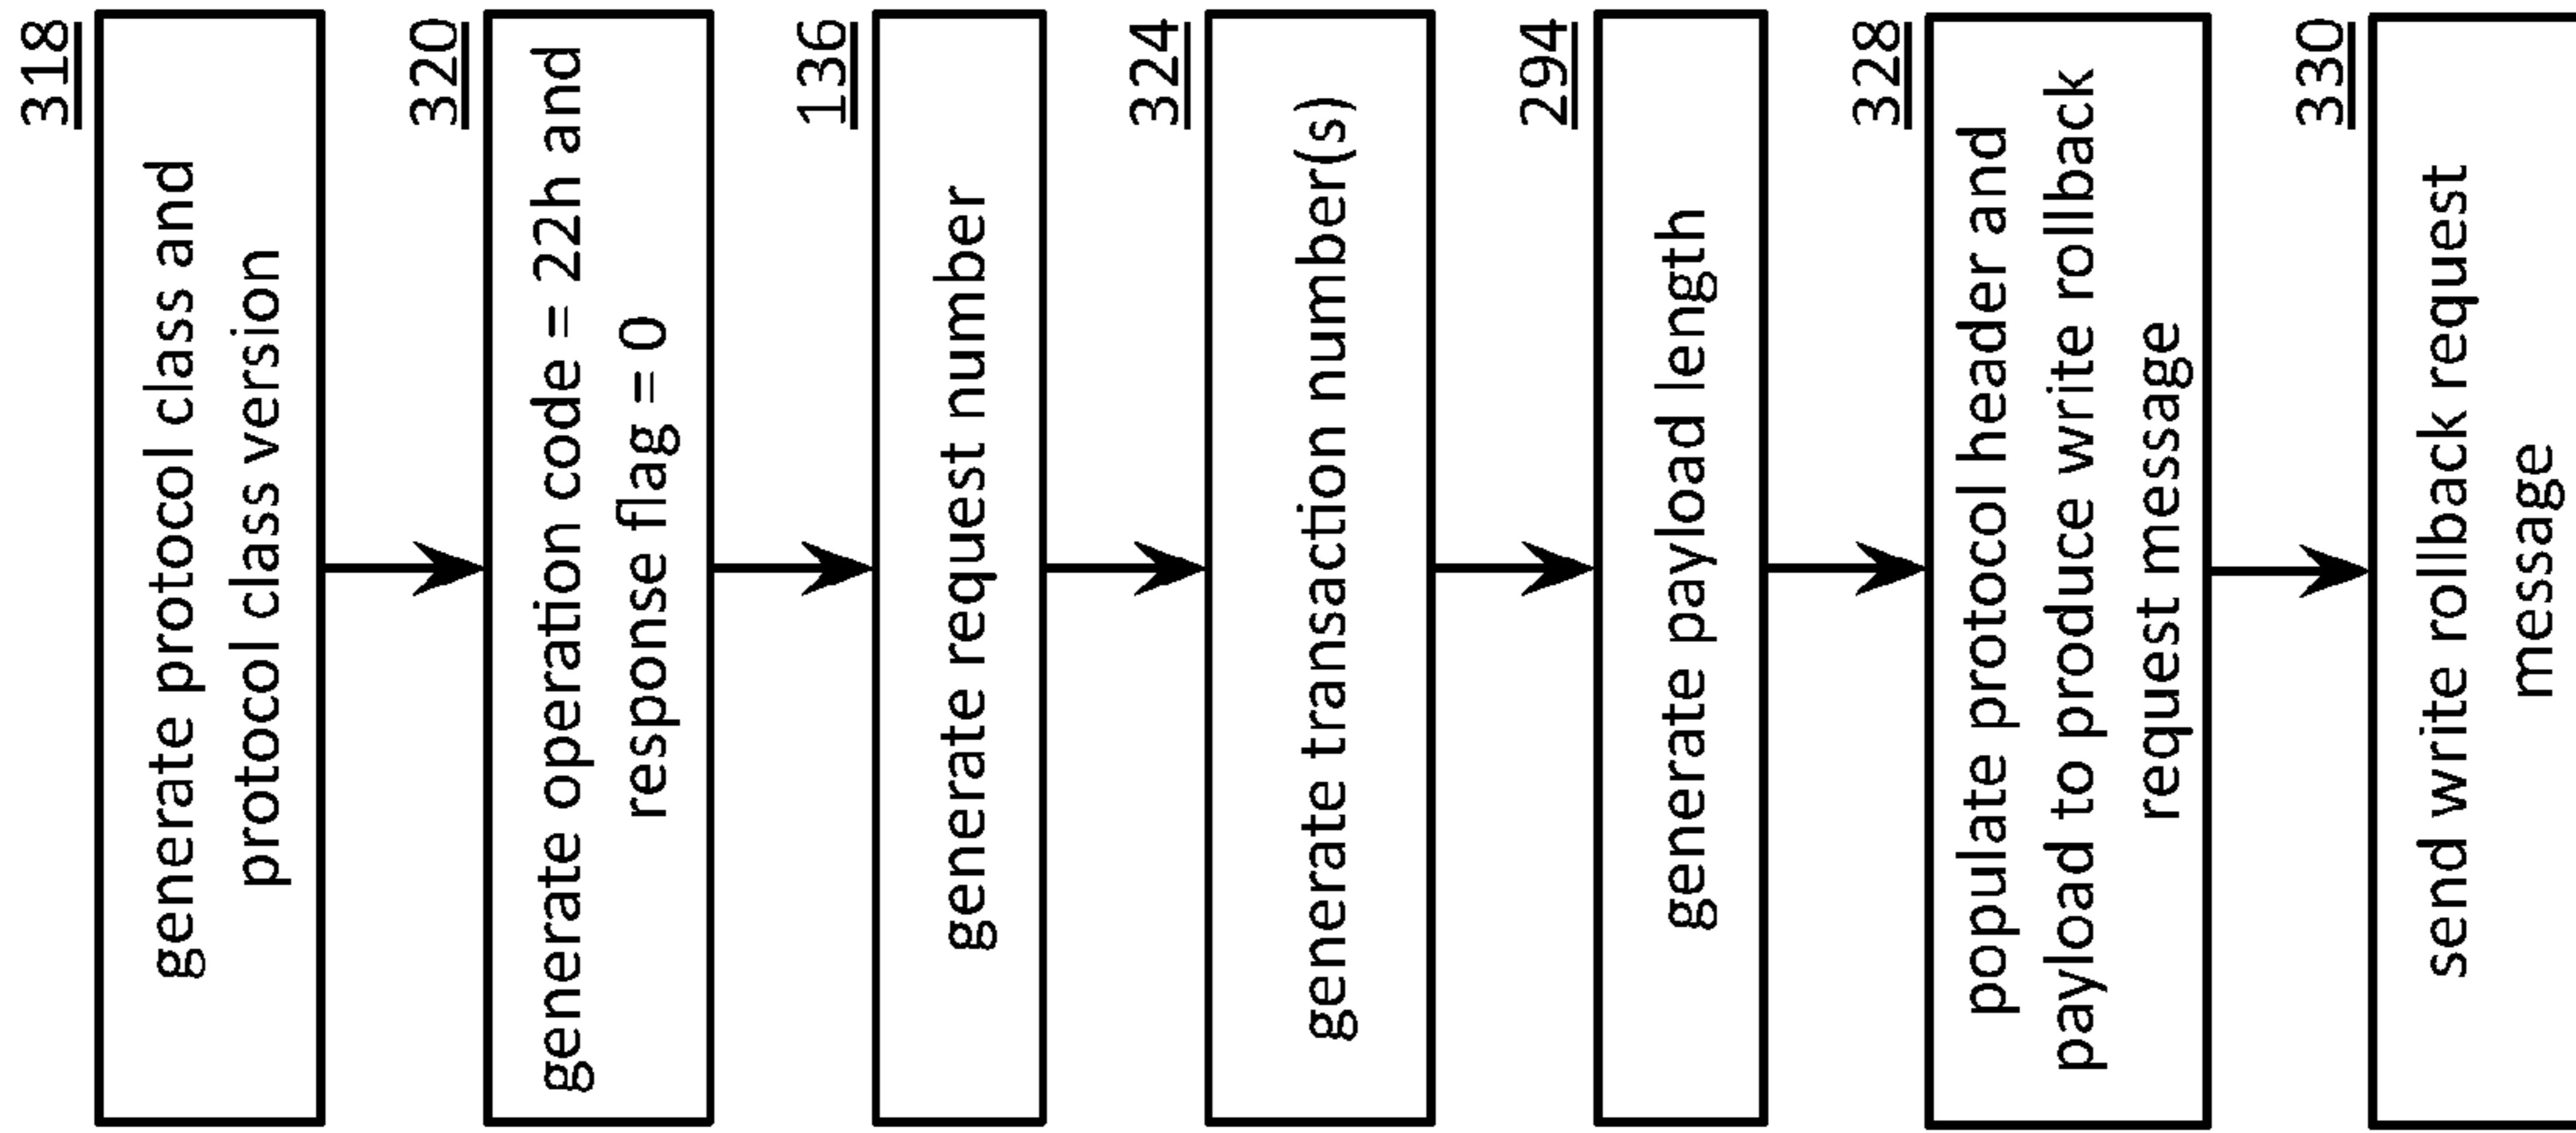 318
generate protocol class and
protocol class version
320
generate operation code = 22h and
response flag = 0
136
generate request number
324
generate transaction number(s)
294
generate payload length
328
populate protocol header and
payload to produce write rollback
request message
330
send write rollback request
message